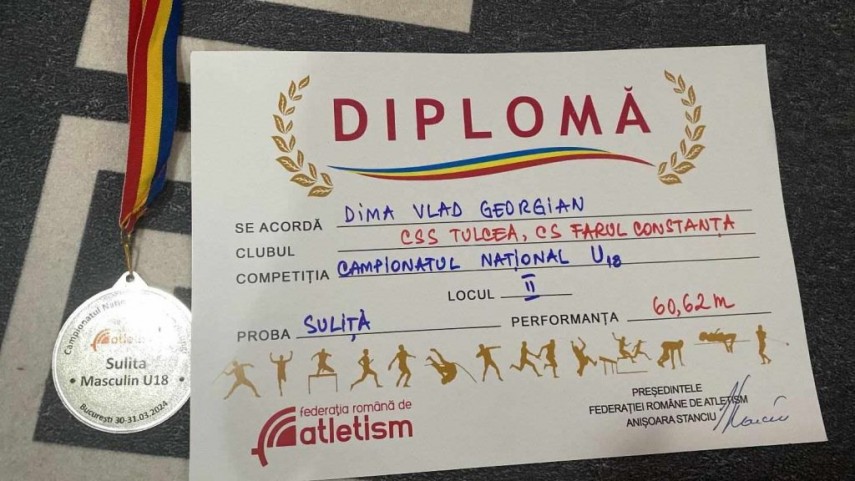 DIPLOMĂ
SE ACORDĂ DIMA VLAD GEORGIAN
CLUBUL CSS TULCEA, CS FARUL CONSTANȚA
COMPETIȚIA CAMPIONATUL NAȚIONAL U18
LOCUL II
PROBA SULIȚĂ PERFORMANȚA 60,62m
federația română de
atletism
PREȘEDINTELE
FEDERAȚIEI ROMÂNE DE ATLETISM
ANIȘOARA STANCIU
Campionatul
atletism
Sulita
• Masculin U18 •
București 30-31.03.2024